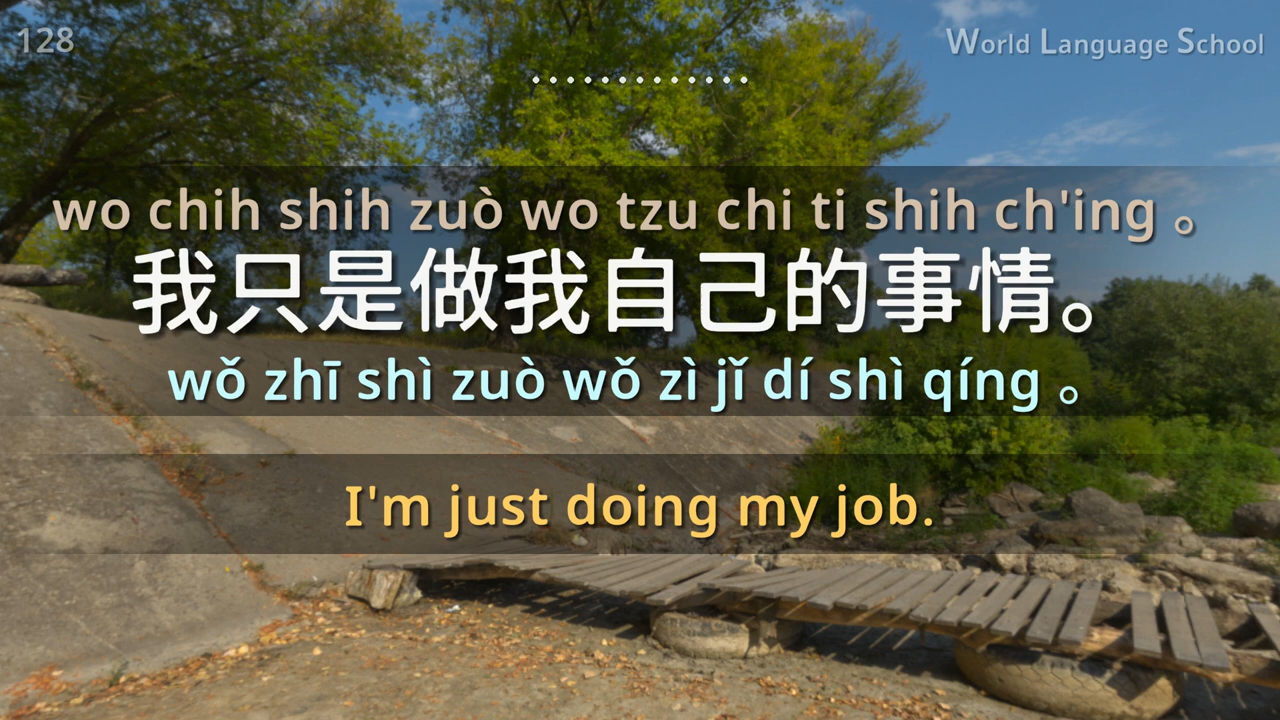 128
World Language School
wo chih shih zuò wo tzu chi ti shih ch'ing 。
我只是做我自己的事情。
wǒ zhī shì zuò wǒ zì jǐ dí shì qíng 。
I'm just doing my job.